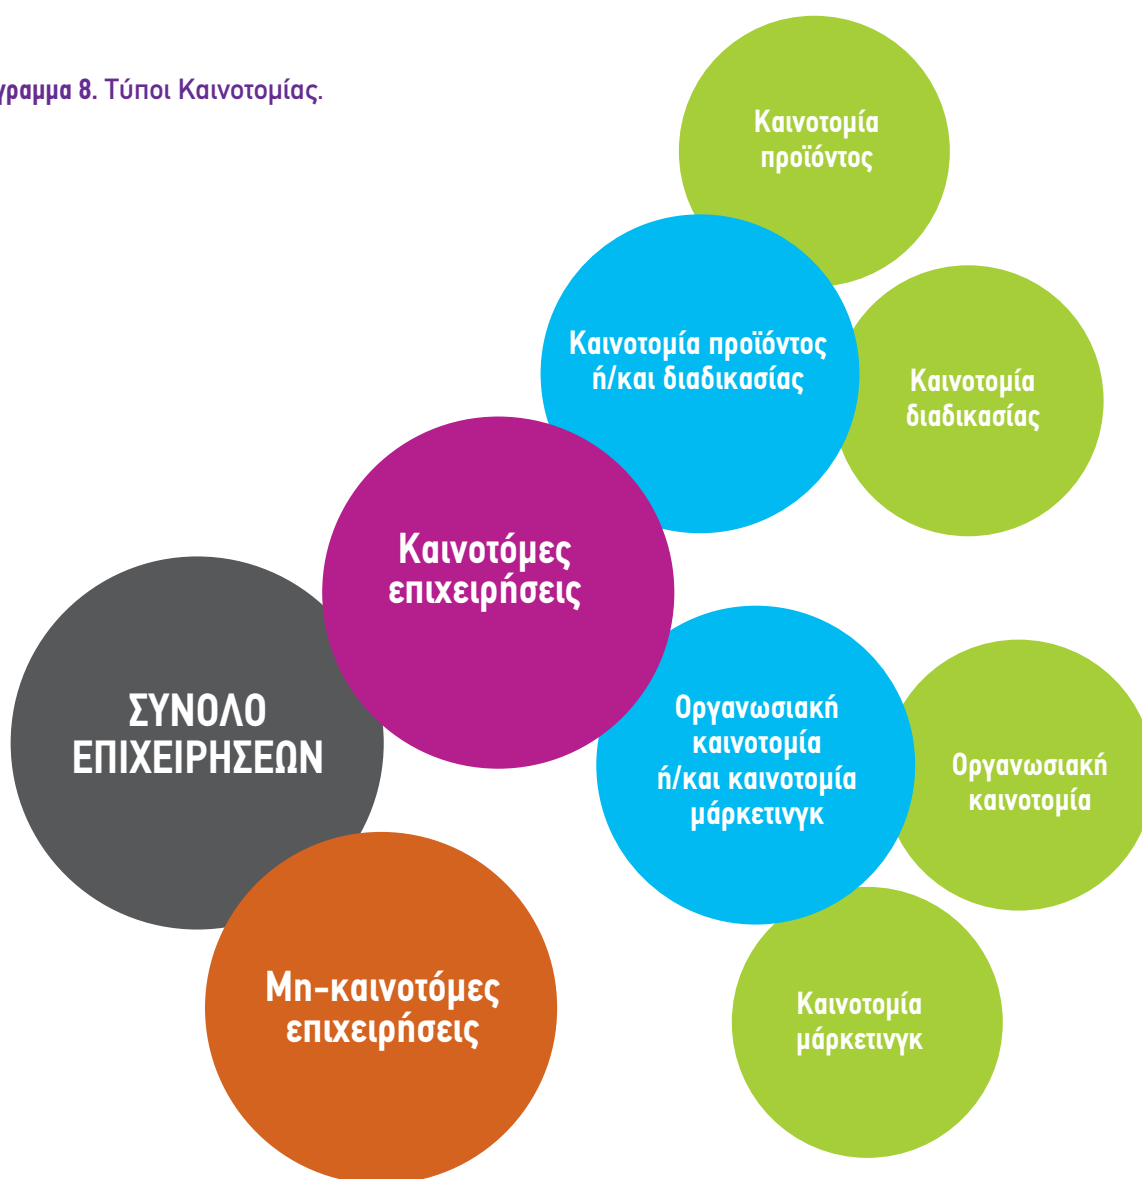 γραμμα 8. Τύποι Καινοτομίας.
Καινοτομία
προϊόντος
Καινοτομία προϊόντος
ή/και διαδικασίας
Καινοτομία
διαδικασίας
Καινοτόμες
επιχειρήσεις
ΣΥΝΟΛΟ
ΕΠΙΧΕΙΡΗΣΕΩΝ
Οργανωσιακή
καινοτομία
ή/και καινοτομία
μάρκετινγκ
Οργανωσιακή
καινοτομία
Μη-καινοτόμες
επιχειρήσεις
Καινοτομία
μάρκετινγκ